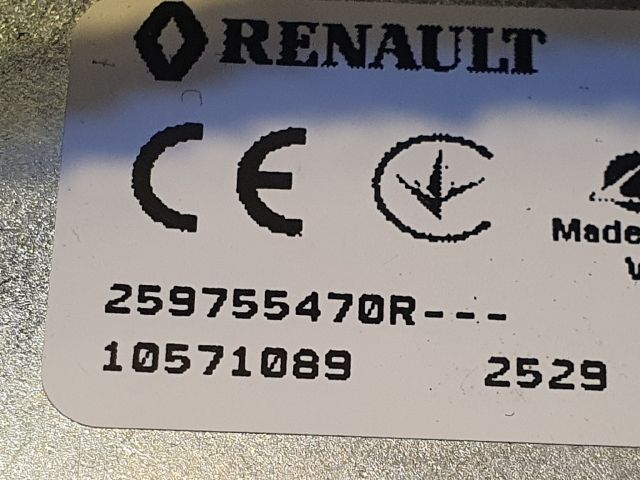 RENAULT
CE
Made
259755470R---
10571089 2529